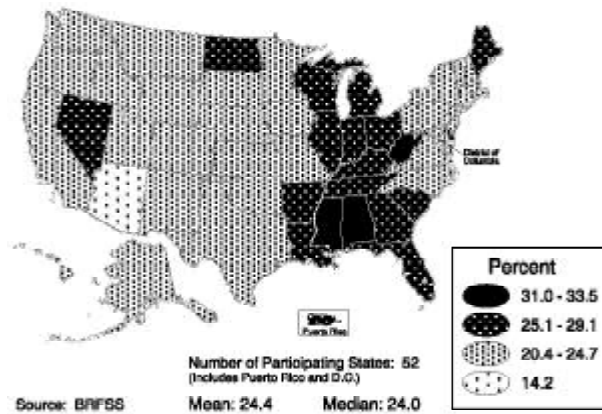 District of
Columbia
Puerto Rico
Percent
31.0 - 33.5
25.1 - 29.1
20.4 - 24.7
14.2
Number of Participating States: 52
(Includes Puerto Rico and D.C.)
Source: BRFSS
Mean: 24.4
Median: 24.0